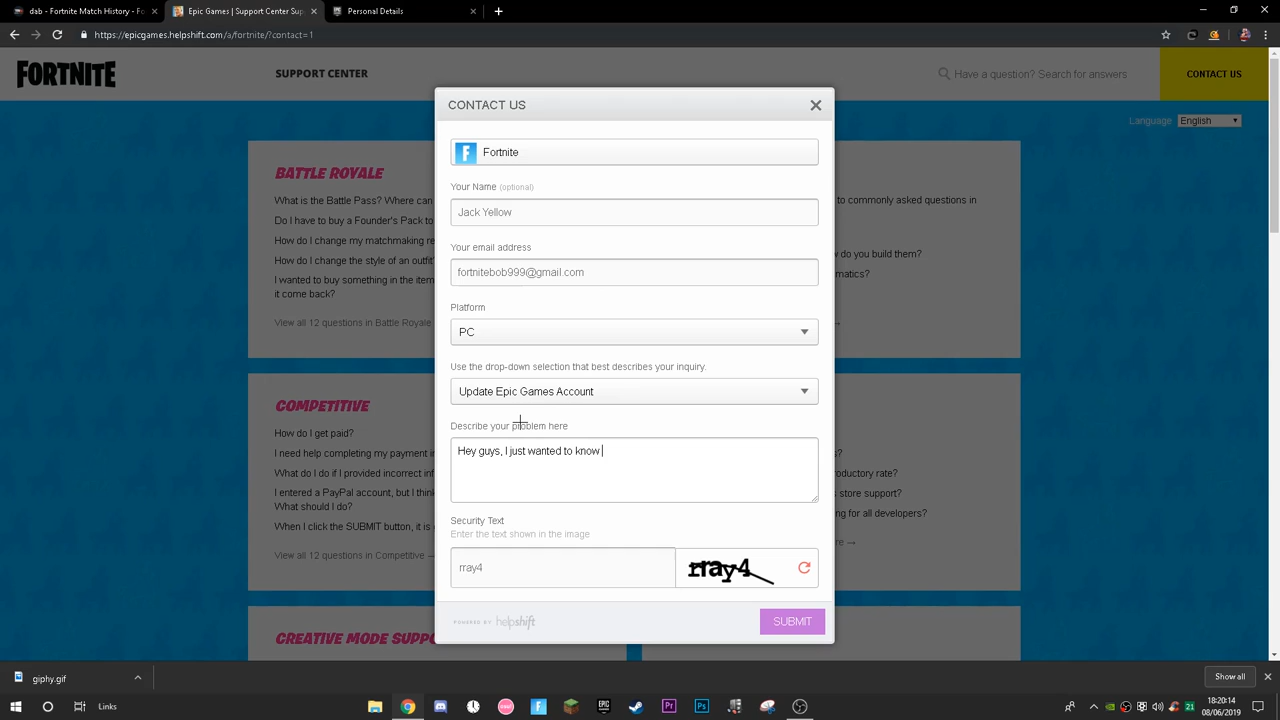 dab - Fortnite Match History - Fo
Epic Games | Support Center Sup
Personal Details
https://epicgames.helpshift.com/a/fortnite/?contact=1
FORTNITE
SUPPORT CENTER
Have a question? Search for answers
CONTACT US
Language English
CONTACT US
Fortnite
Your Name (optional)
Jack Yellow
Your email address
fortnitebob999@gmail.com
Platform
PC
Use the drop-down selection that best describes your inquiry.
Update Epic Games Account
Describe your problem here
Hey guys, I just wanted to know
Security Text
Enter the text shown in the image
rray4
rray4
POWERED BY helpshift
SUBMIT
BATTLE ROYALE
What is the Battle Pass? Where can
Do I have to buy a Founder's Pack to
How do I change my matchmaking re
How do I change the style of an outfi
I wanted to buy something in the item
it come back?
View all 12 questions in Battle Royale
to commonly asked questions in
do you build them?
matics?
COMPETITIVE
How do I get paid?
I need help completing my payment in
What do I do if I provided incorrect inf
I entered a PayPal account, but I think
What should I do?
When I click the SUBMIT button, it is
View all 12 questions in Competitive →
ductory rate?
s store support?
ng for all developers?
re →
CREATIVE MODE SUPPO
giphy.gif
Show all
Links
21
18:20:14
08/06/2019